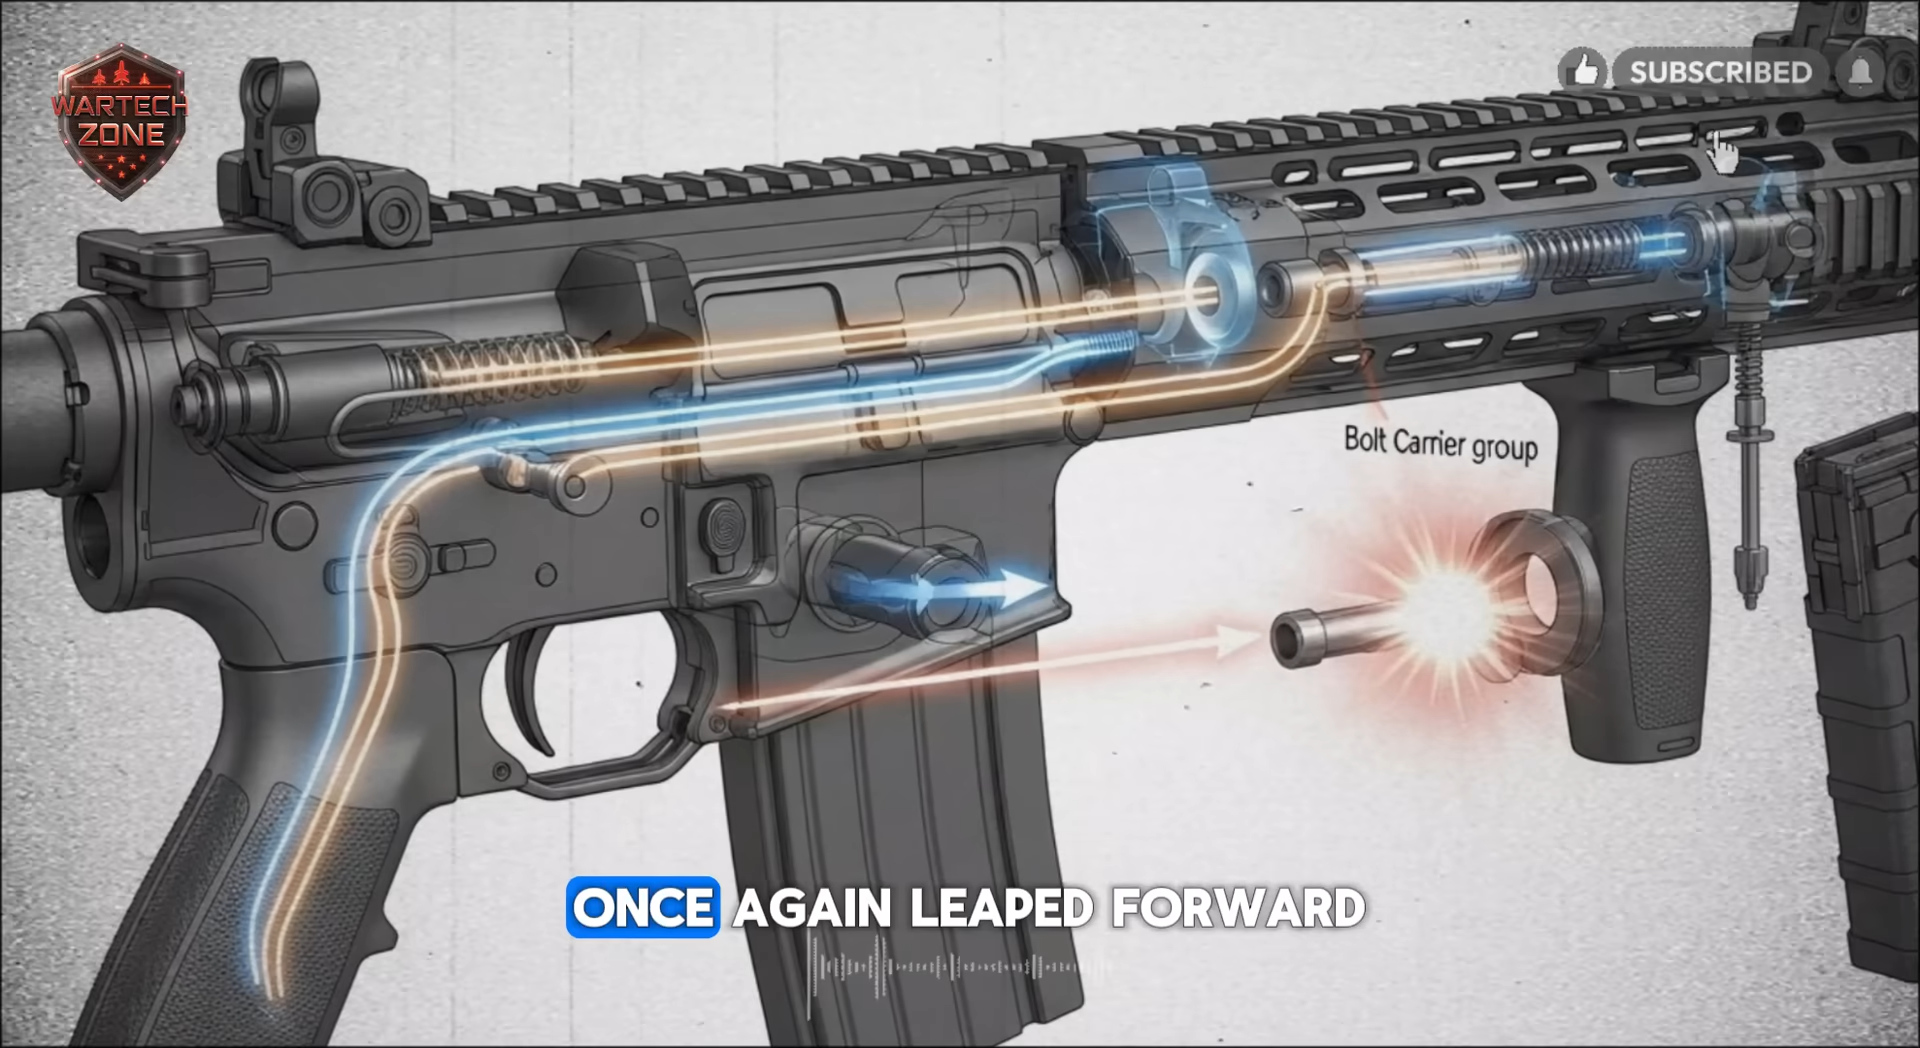 WARTECH
ZONE
SUBSCRIBED
Bolt Carrier group
ONCE AGAIN LEAPED FORWARD